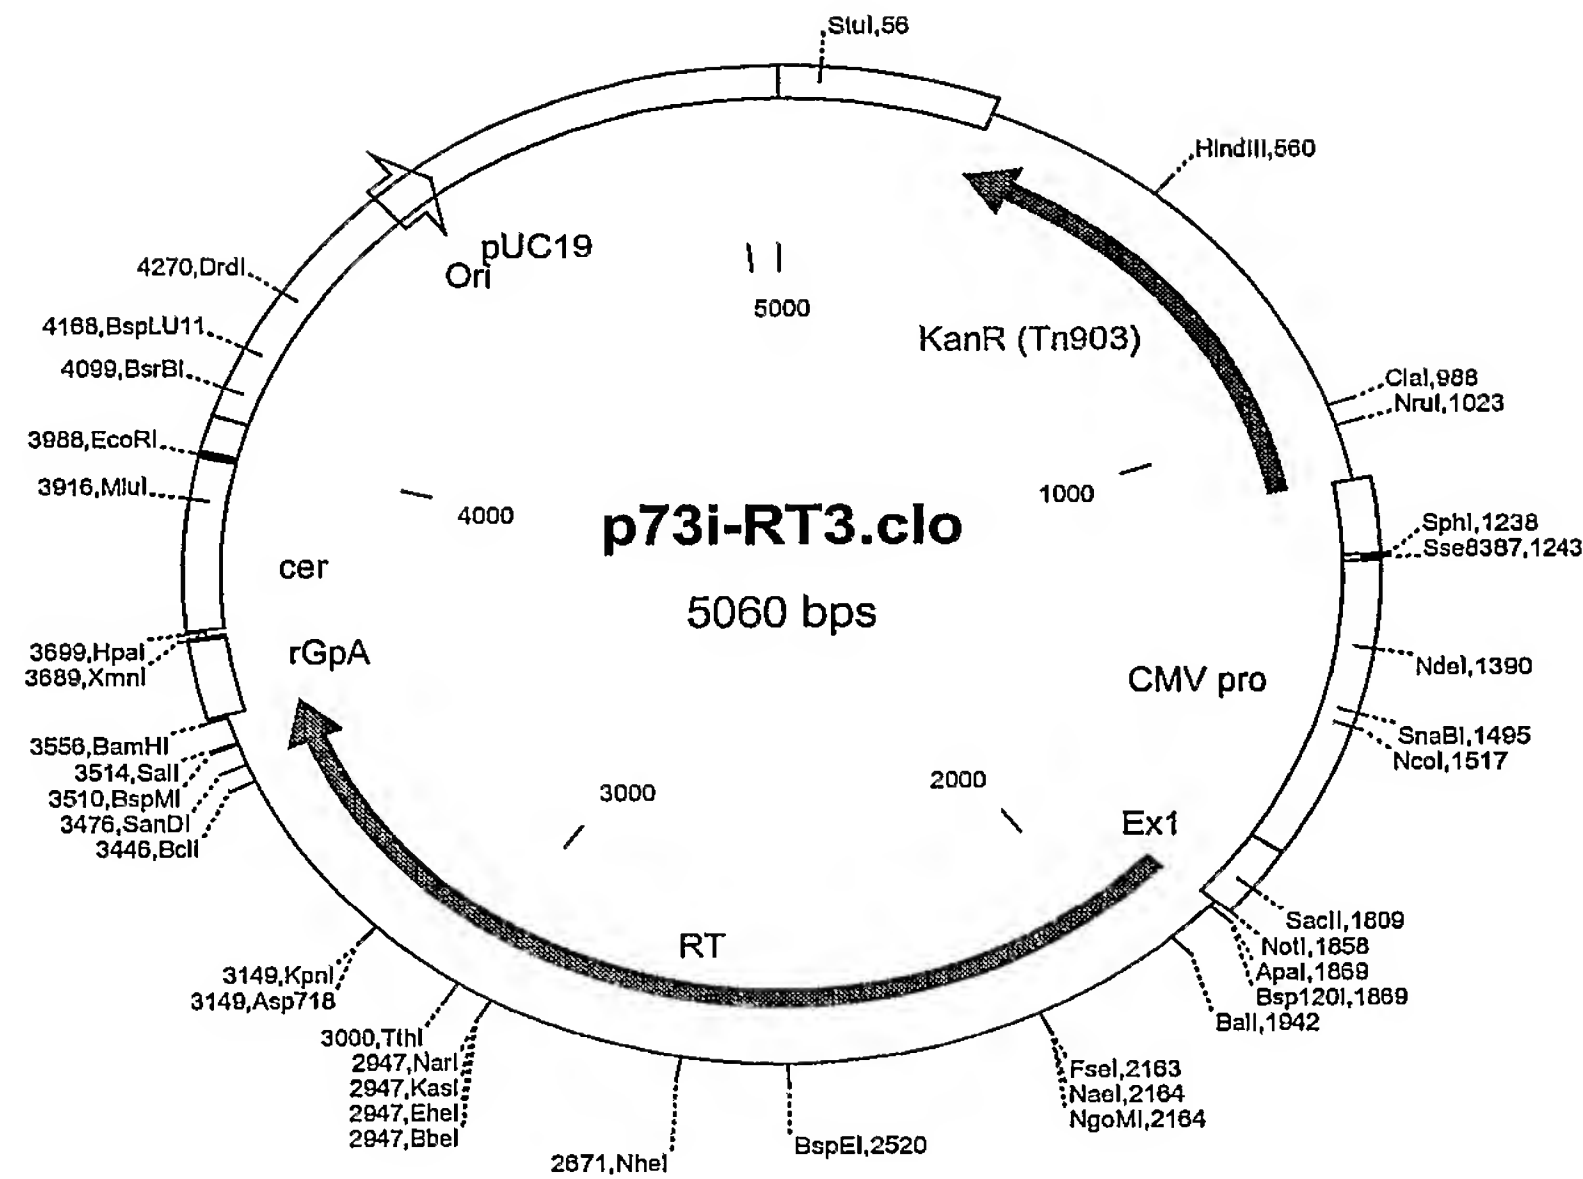 StuI,56
HindIII,560
pUC19
Ori
4270,DrdI
5000
4168,BspLU11
KanR (Tn903)
4099,BsrBI
ClaI,988
NruI,1023
3988,EcoRI
3916,MluI
1000
4000
p73i-RT3.clo
SphI,1238
Sse8387,1243
cer
5060 bps
3699,HpaI
rGpA
3689,XmnI
NdeI,1390
CMV pro
3556,BamHI
SnaBI,1495
NcoI,1517
3514,SalI
3510,BspMI
3000
2000
3476,SanDI
Ex1
3446,BclI
SacII,1809
RT
NotI,1858
3149,KpnI
ApaI,1869
3149,Asp718
Bsp120I,1869
BalI,1942
3000,TthI
2947,NarI
FseI,2163
2947,KasI
NaeI,2164
2947,EheI
NgoMI,2164
2947,BbeI
BspEI,2520
2671,NheI